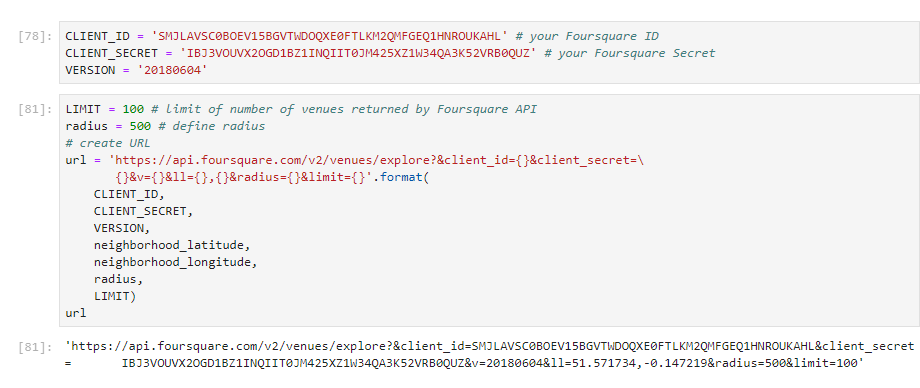 [78]: CLIENT_ID = 'SMJLAVSC0BOEV15BGVTWDOQXE0FTLKM2QMFGEQ1HNROUKAHL' # your Foursquare ID
CLIENT_SECRET = 'IBJ3VOUVX2OGD1BZ1INQIIT0JM425XZ1W34QA3K52VRB0QUZ' # your Foursquare Secret
VERSION = '20180604'
[81]: LIMIT = 100 # limit of number of venues returned by Foursquare API
radius = 500 # define radius
# create URL
url = 'https://api.foursquare.com/v2/venues/explore?&client_id={}&client_secret=\
{}&v={}&ll={},{}&radius={}&limit={}'.format(
CLIENT_ID,
CLIENT_SECRET,
VERSION,
neighborhood_latitude,
neighborhood_longitude,
radius,
LIMIT)
url
[81]: 'https://api.foursquare.com/v2/venues/explore?&client_id=SMJLAVSC0BOEV15BGVTWDOQXE0FTLKM2QMFGEQ1HNROUKAHL&client_secret
=       IBJ3VOUVX2OGD1BZ1INQIIT0JM425XZ1W34QA3K52VRB0QUZ&v=20180604&ll=51.571734,-0.147219&radius=500&limit=100'